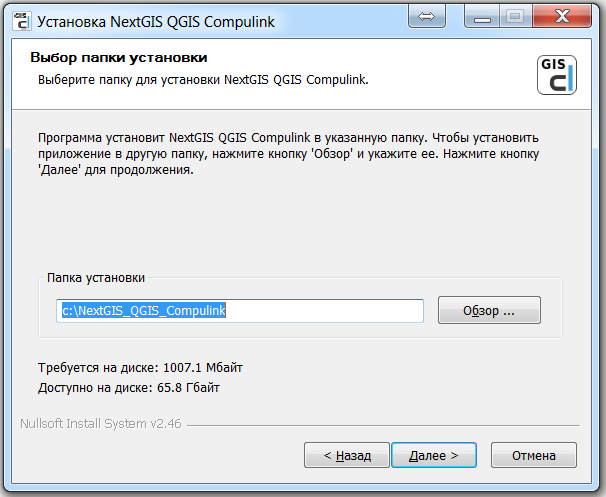 Установка NextGIS QGIS Compulink
Выбор папки установки
Выберите папку для установки NextGIS QGIS Compulink.
GIS
cl
Программа установит NextGIS QGIS Compulink в указанную папку. Чтобы установить
приложение в другую папку, нажмите кнопку 'Обзор' и укажите ее. Нажмите кнопку
'Далее' для продолжения.
Папка установки
c:\NextGIS_QGIS_Compulink
Обзор ...
Требуется на диске: 1007.1 Мбайт
Доступно на диске: 65.8 Гбайт
Nullsoft Install System v2.46
< Назад
Далее >
Отмена